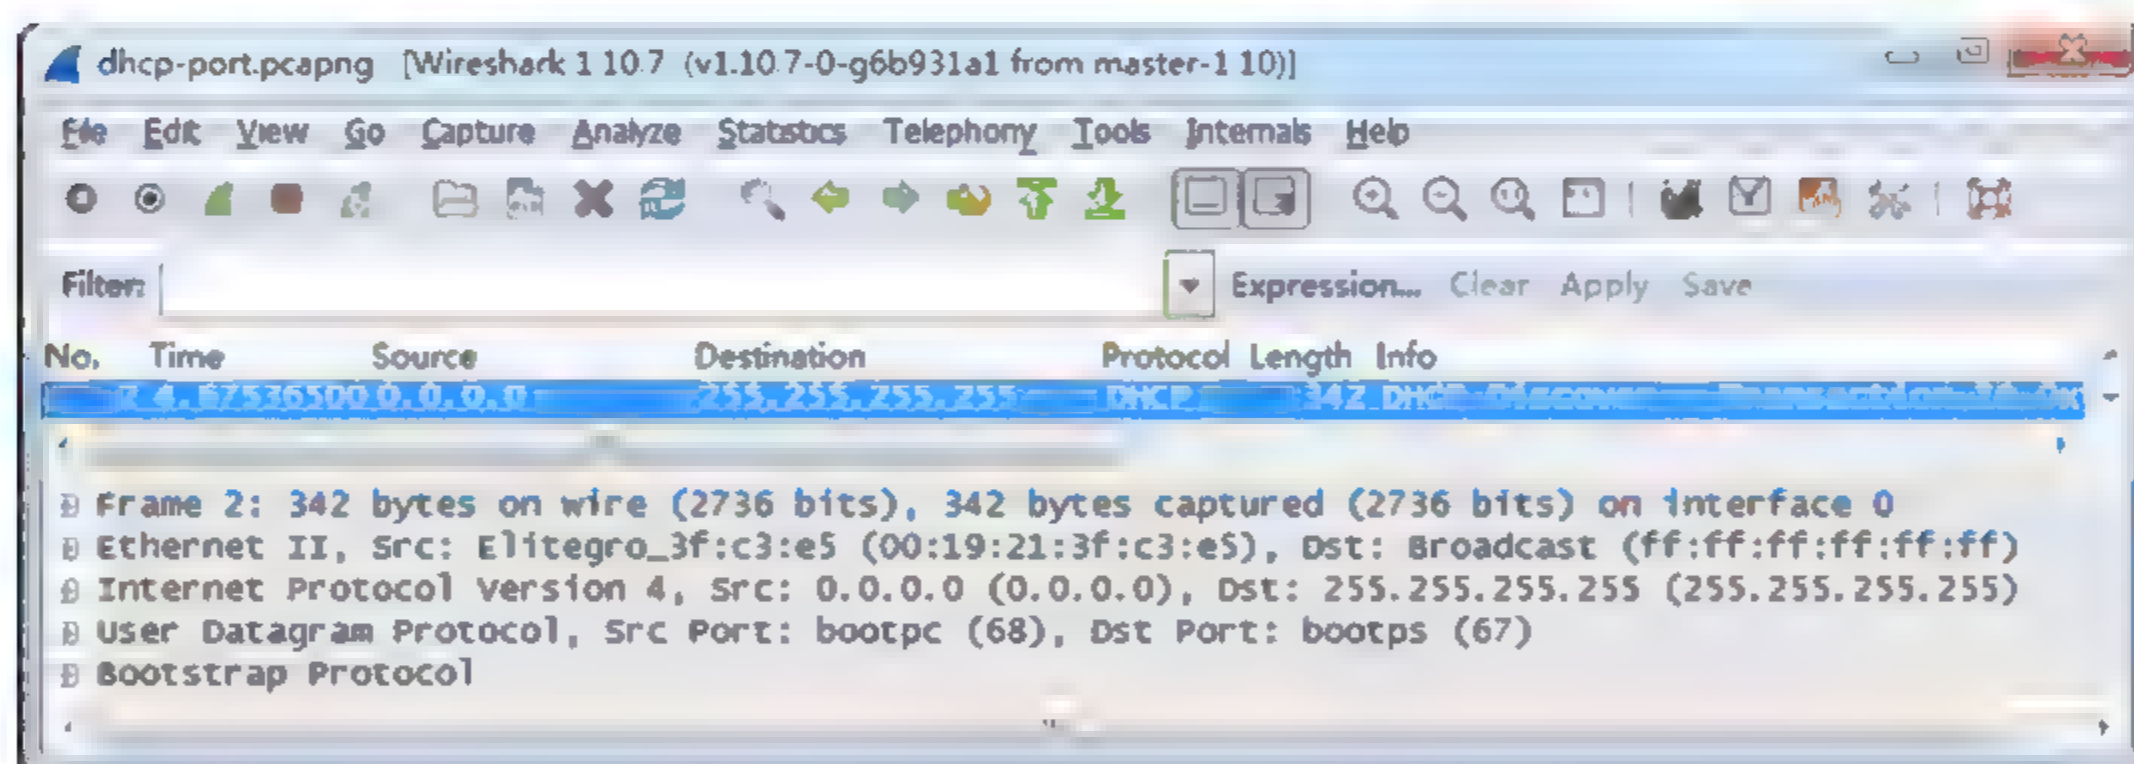 dhcp-port.pcapng [Wireshark 1 10.7 (v1.10.7-0-g6b931a1 from master-1 10)]
File Edit View Go Capture Analyze Statistics Telephony Tools Internals Help
Filter: Expression... Clear Apply Save
No. Time Source Destination Protocol Length Info
2 4.67536500 0.0.0.0 255.255.255.255 DHCP 342 DHCP Discover
Frame 2: 342 bytes on wire (2736 bits), 342 bytes captured (2736 bits) on interface 0
Ethernet II, Src: Elitegro_3f:c3:e5 (00:19:21:3f:c3:e5), Dst: Broadcast (ff:ff:ff:ff:ff:ff)
Internet Protocol Version 4, Src: 0.0.0.0 (0.0.0.0), Dst: 255.255.255.255 (255.255.255.255)
User Datagram Protocol, Src Port: bootpc (68), Dst Port: bootps (67)
Bootstrap Protocol